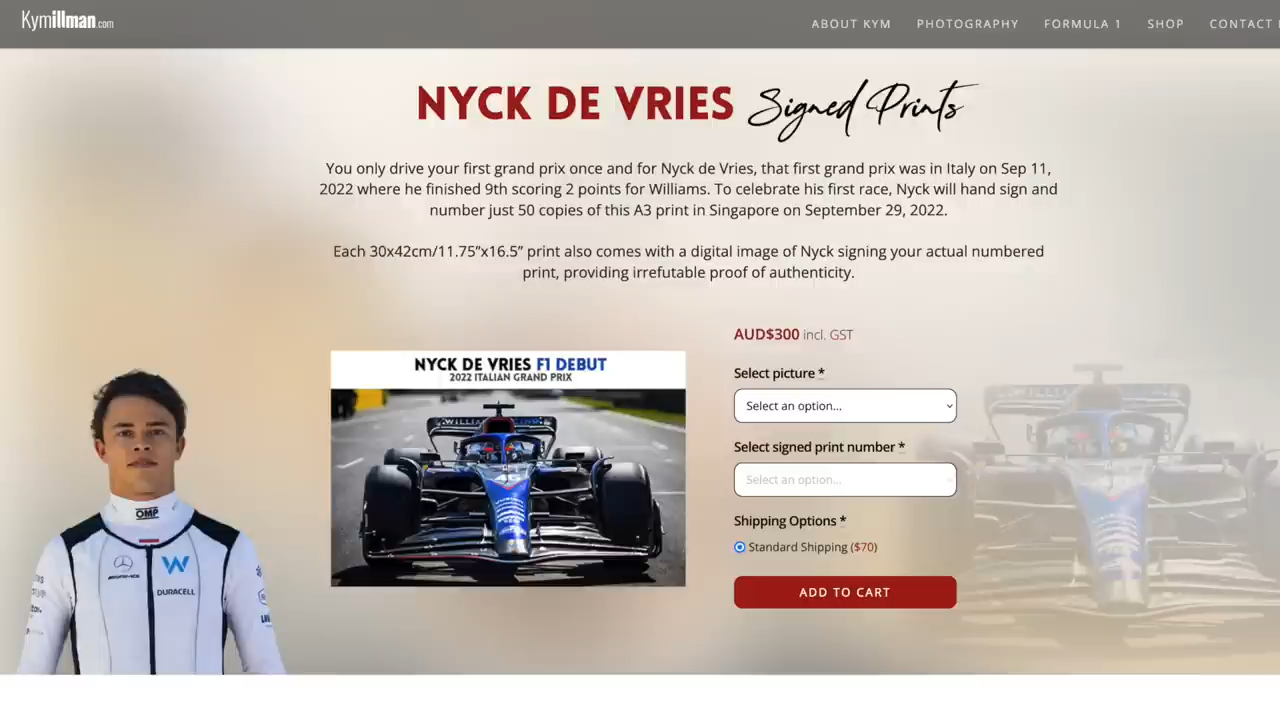 Kymillman.com
ABOUT KYM PHOTOGRAPHY FORMULA 1 SHOP CONTACT
NYCK DE VRIES Signed Prints
You only drive your first grand prix once and for Nyck de Vries, that first grand prix was in Italy on Sep 11,
2022 where he finished 9th scoring 2 points for Williams. To celebrate his first race, Nyck will hand sign and
number just 50 copies of this A3 print in Singapore on September 29, 2022.
Each 30x42cm/11.75”x16.5” print also comes with a digital image of Nyck signing your actual numbered
print, providing irrefutable proof of authenticity.
AUD$300 incl. GST
NYCK DE VRIES F1 DEBUT
2022 ITALIAN GRAND PRIX
Select picture *
Select an option...
Select signed print number *
Select an option...
Shipping Options *
Standard Shipping ($70)
ADD TO CART
OMP
W
DURACELL